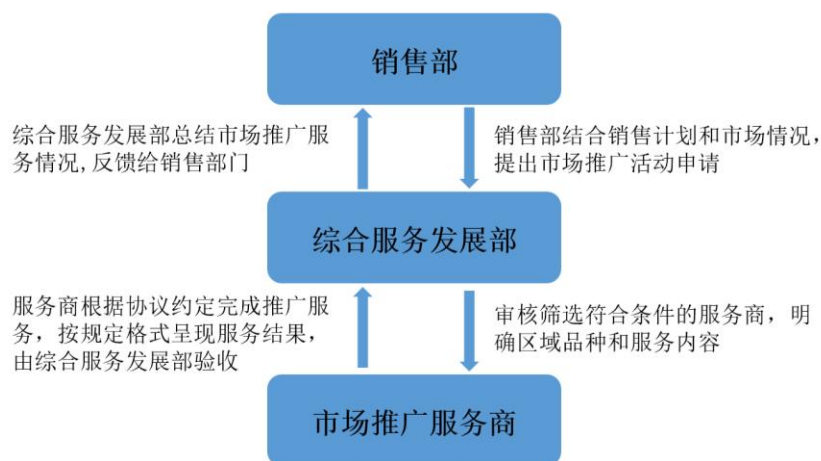 销售部
综合服务发展部总结市场推广服
务情况,反馈给销售部门
销售部结合销售计划和市场情况，
提出市场推广活动申请
综合服务发展部
服务商根据协议约定完成推广服
务，按规定格式呈现服务结果，
由综合服务发展部验收
审核筛选符合条件的服务商，明
确区域品种和服务内容
市场推广服务商